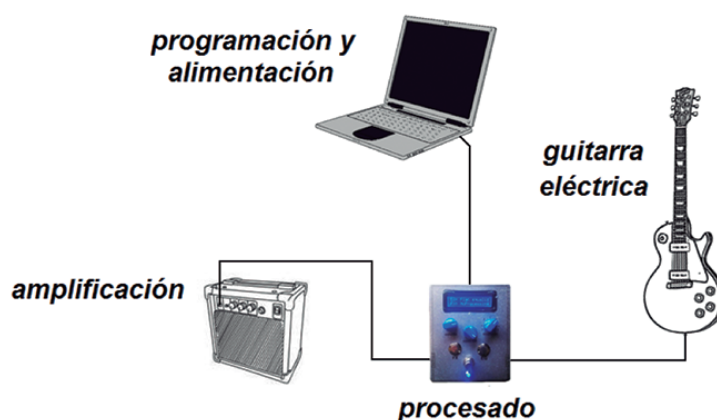 programación y
alimentación
guitarra
eléctrica
amplificación
procesado